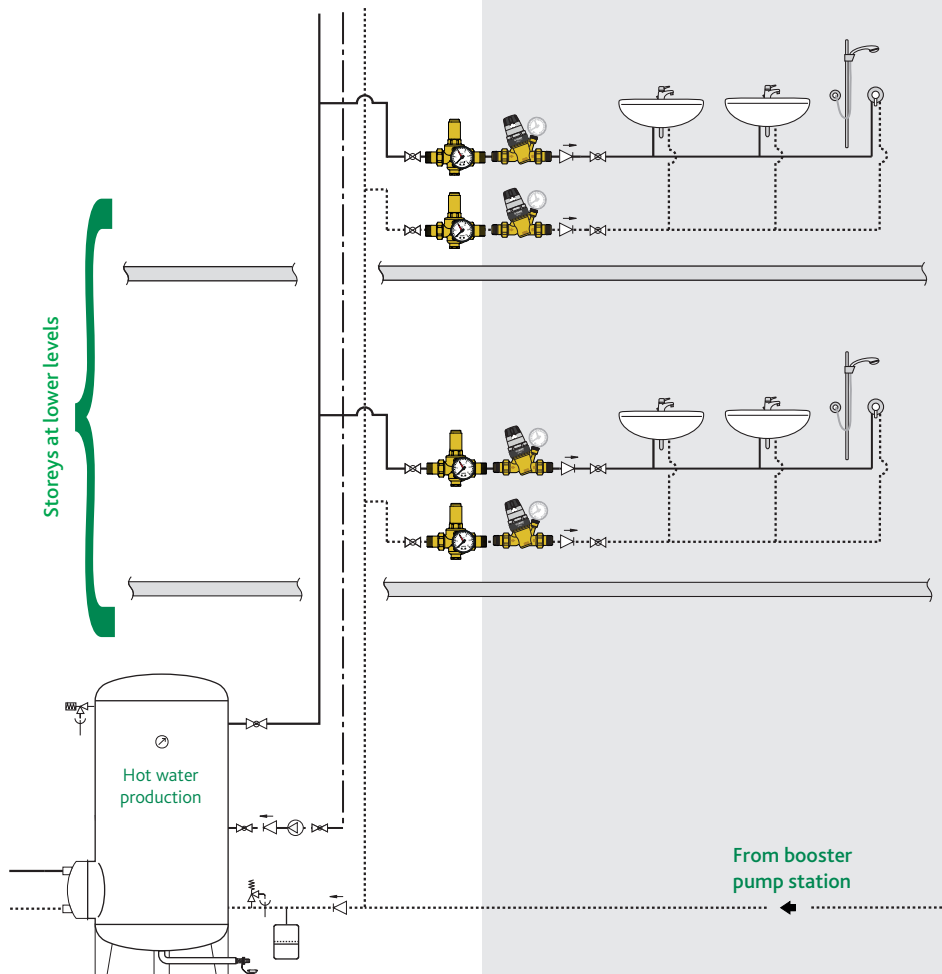 Storeys at lower levels
Hot water
production
From booster
pump station